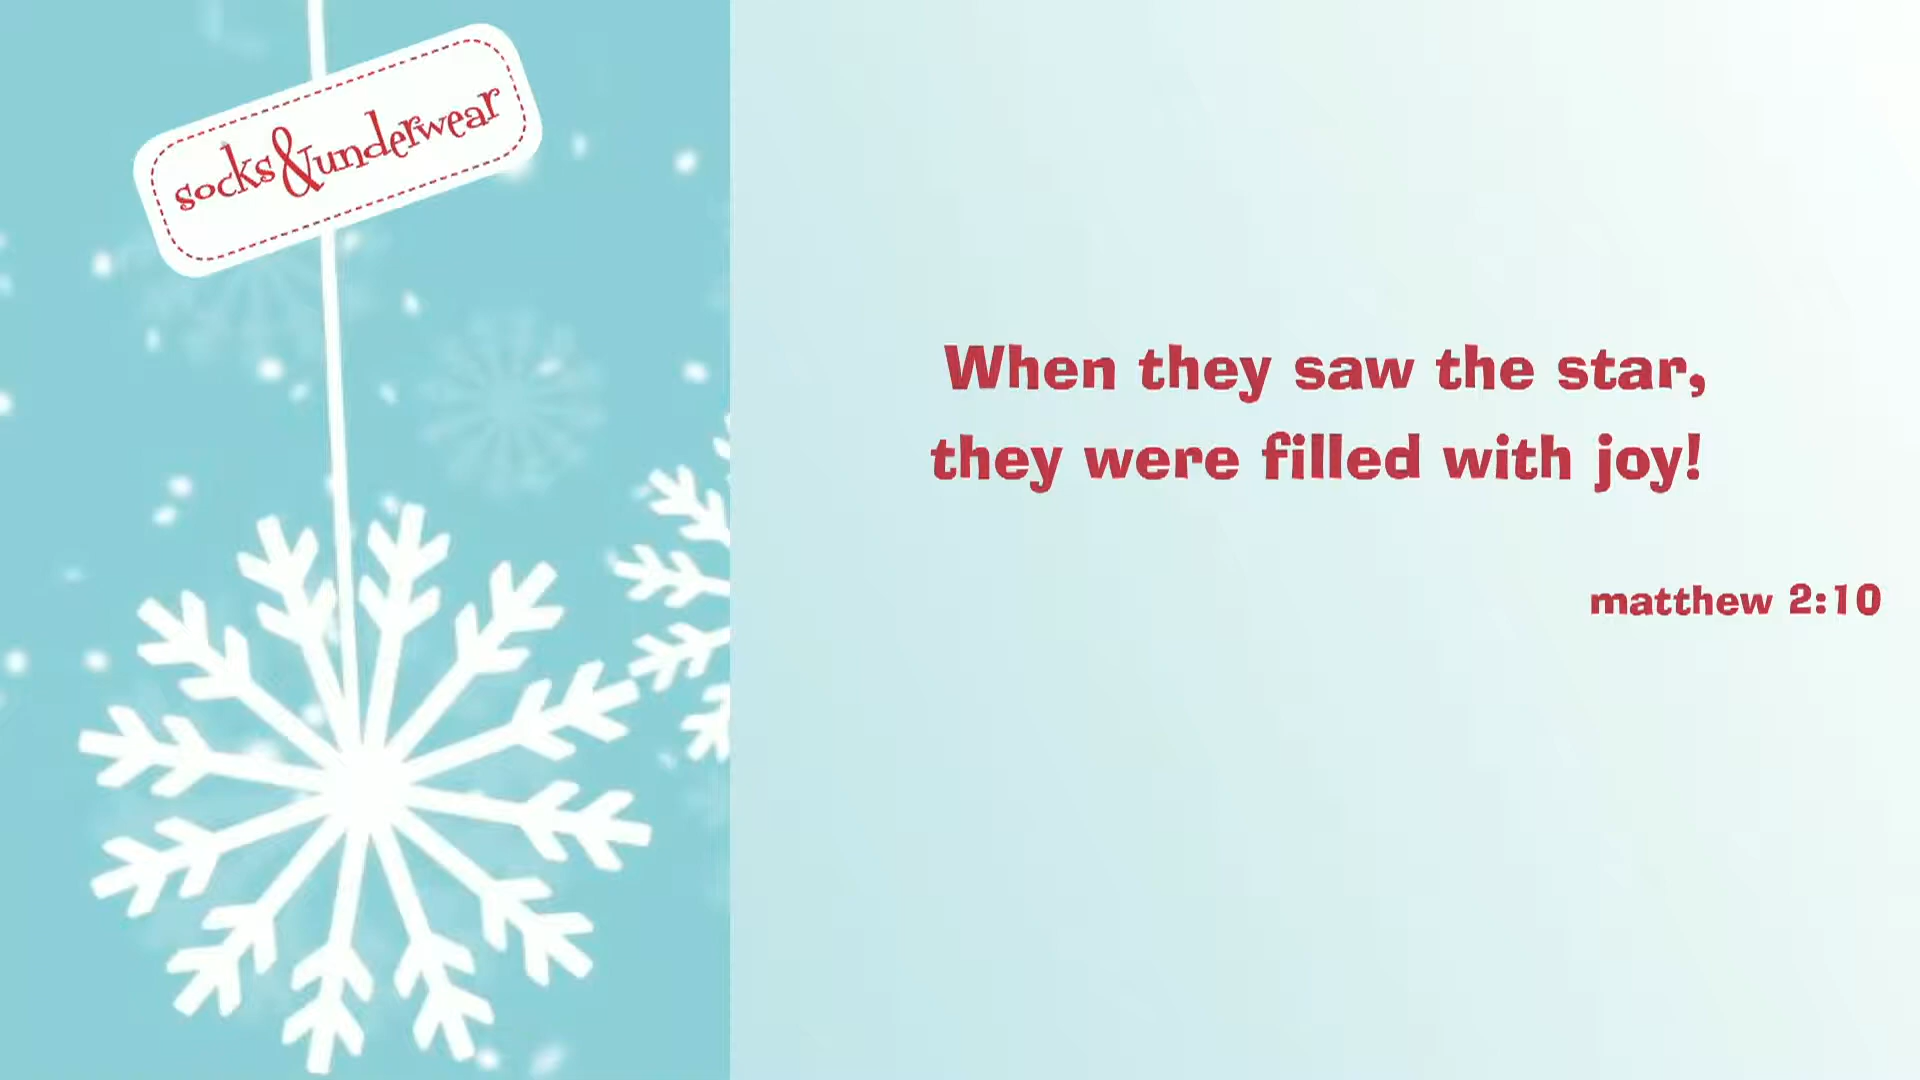 socks&underwear
When they saw the star,
they were filled with joy!
matthew 2:10